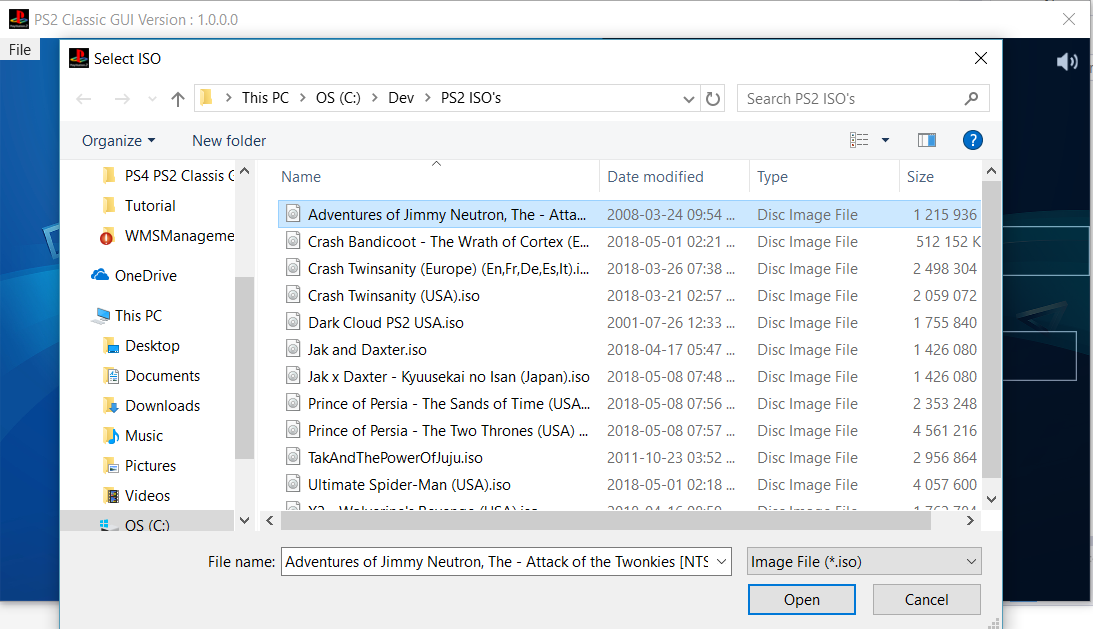 PS2 Classic GUI Version : 1.0.0.0
File
Select ISO
This PC > OS (C:) > Dev > PS2 ISO's
Search PS2 ISO's
Organize
New folder
Name
Date modified
Type
Size
PS4 PS2 Classis G
Tutorial
WMSManageme
OneDrive
This PC
Desktop
Documents
Downloads
Music
Pictures
Videos
OS (C:)
Adventures of Jimmy Neutron, The - Atta... 2008-03-24 09:54 ... Disc Image File 1 215 936
Crash Bandicoot - The Wrath of Cortex (E... 2018-05-01 02:21 ... Disc Image File 512 152 K
Crash Twinsanity (Europe) (En,Fr,De,Es,It).i... 2018-03-26 07:38 ... Disc Image File 2 498 304
Crash Twinsanity (USA).iso 2018-03-21 02:57 ... Disc Image File 2 059 072
Dark Cloud PS2 USA.iso 2001-07-26 12:33 ... Disc Image File 1 755 840
Jak and Daxter.iso 2018-04-17 05:47 ... Disc Image File 1 426 080
Jak x Daxter - Kyuusekai no Isan (Japan).iso 2018-05-08 07:48 ... Disc Image File 1 426 080
Prince of Persia - The Sands of Time (USA... 2018-05-08 07:56 ... Disc Image File 2 353 248
Prince of Persia - The Two Thrones (USA) ... 2018-05-08 07:57 ... Disc Image File 4 561 216
TakAndThePowerOfJuju.iso 2011-10-23 03:52 ... Disc Image File 2 956 864
Ultimate Spider-Man (USA).iso 2018-05-01 02:18 ... Disc Image File 4 057 600
File name: Adventures of Jimmy Neutron, The - Attack of the Twonkies [NTS
Image File (*.iso)
Open
Cancel